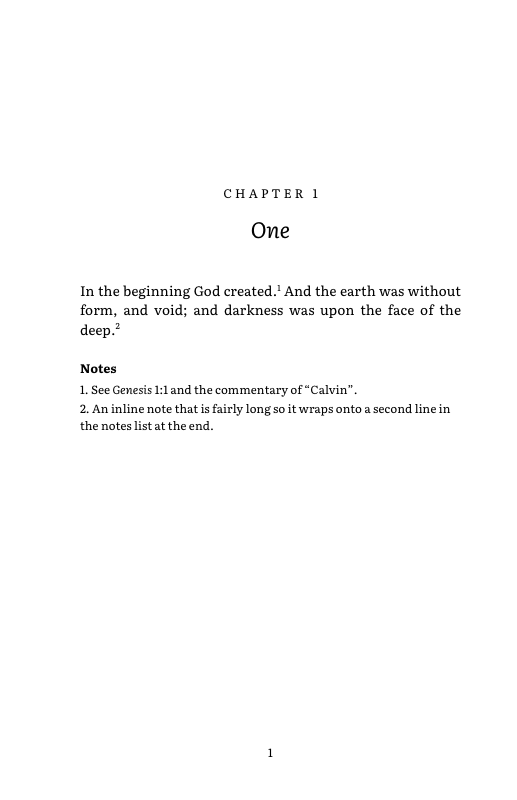 CHAPTER 1
One
In the beginning God created.¹ And the earth was without
form, and void; and darkness was upon the face of the
deep.²
Notes
1. See Genesis 1:1 and the commentary of “Calvin”.
2. An inline note that is fairly long so it wraps onto a second line in
the notes list at the end.
1